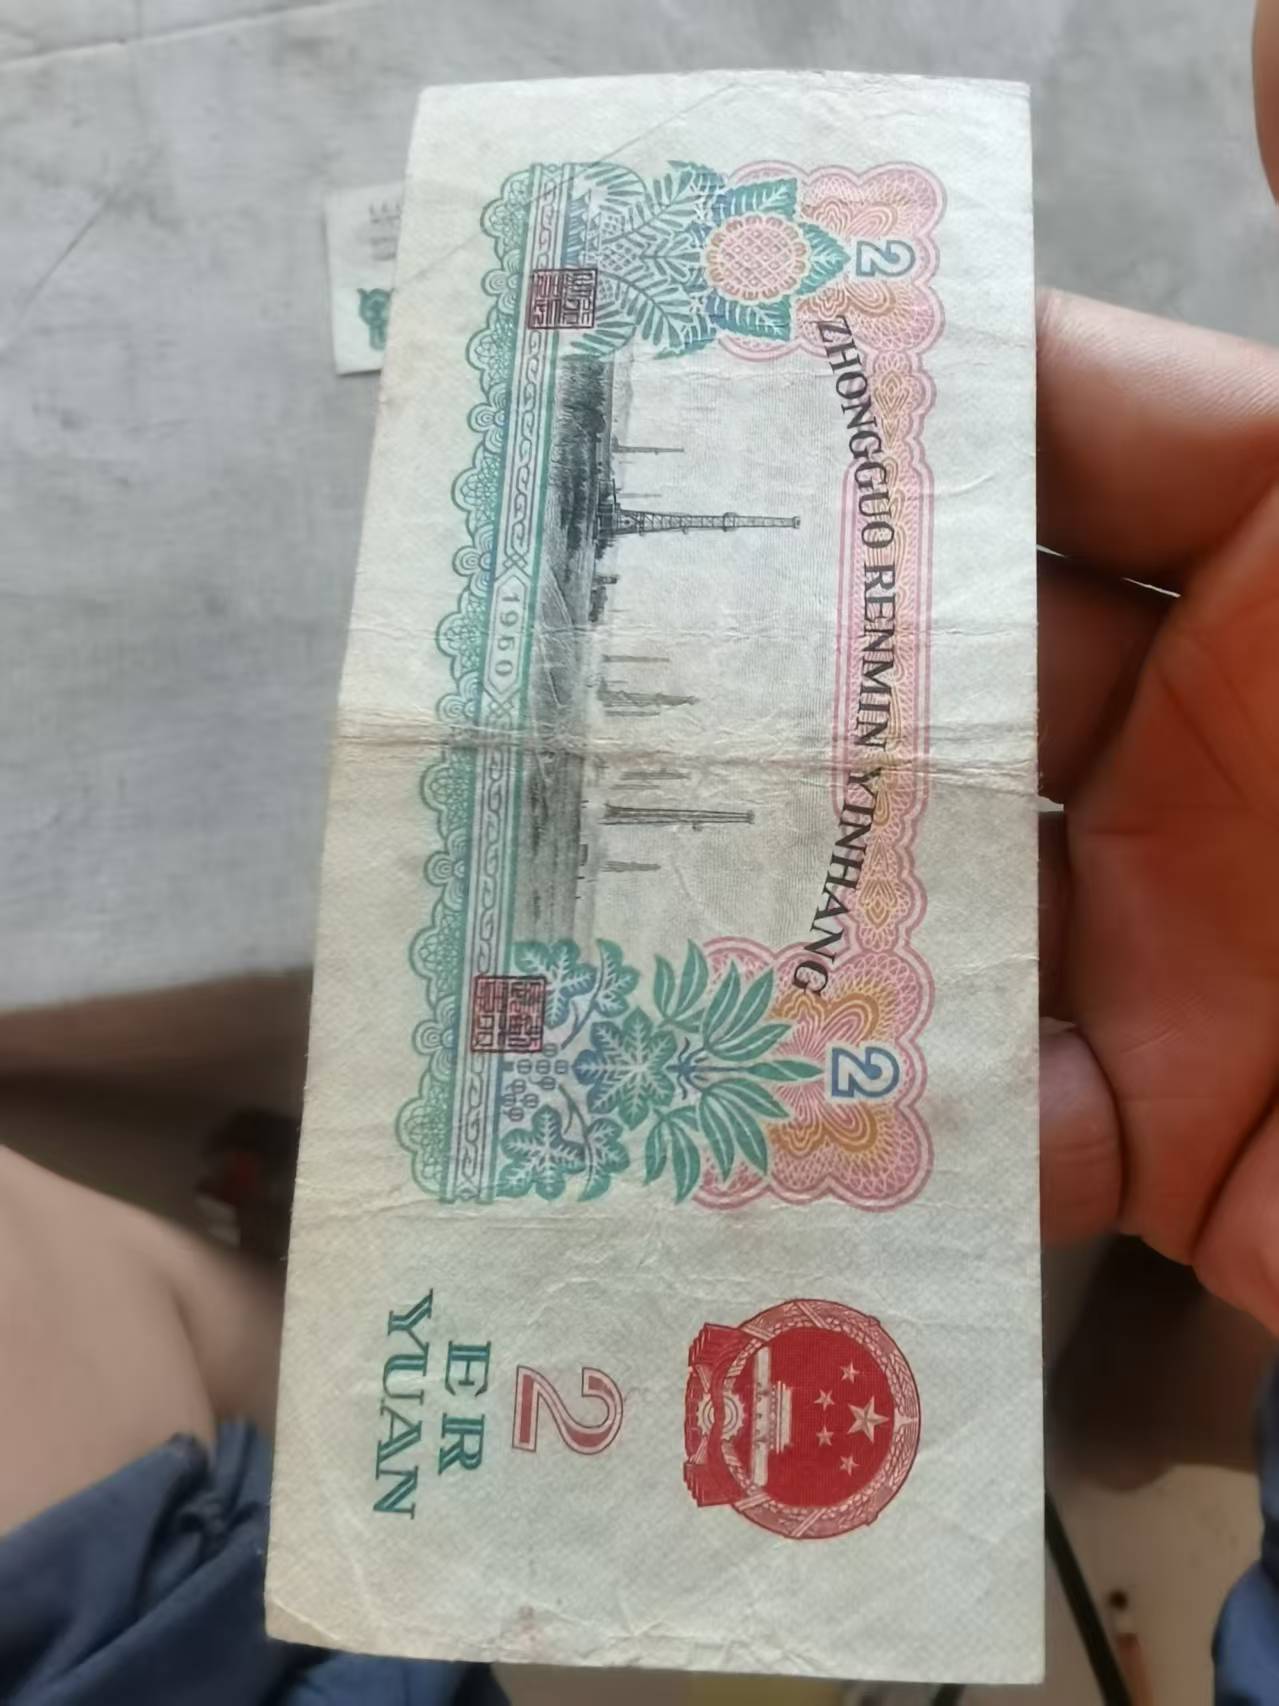 ZHONGGUO RENMIN YINHANG
2
2
1960
2
ER
YUAN